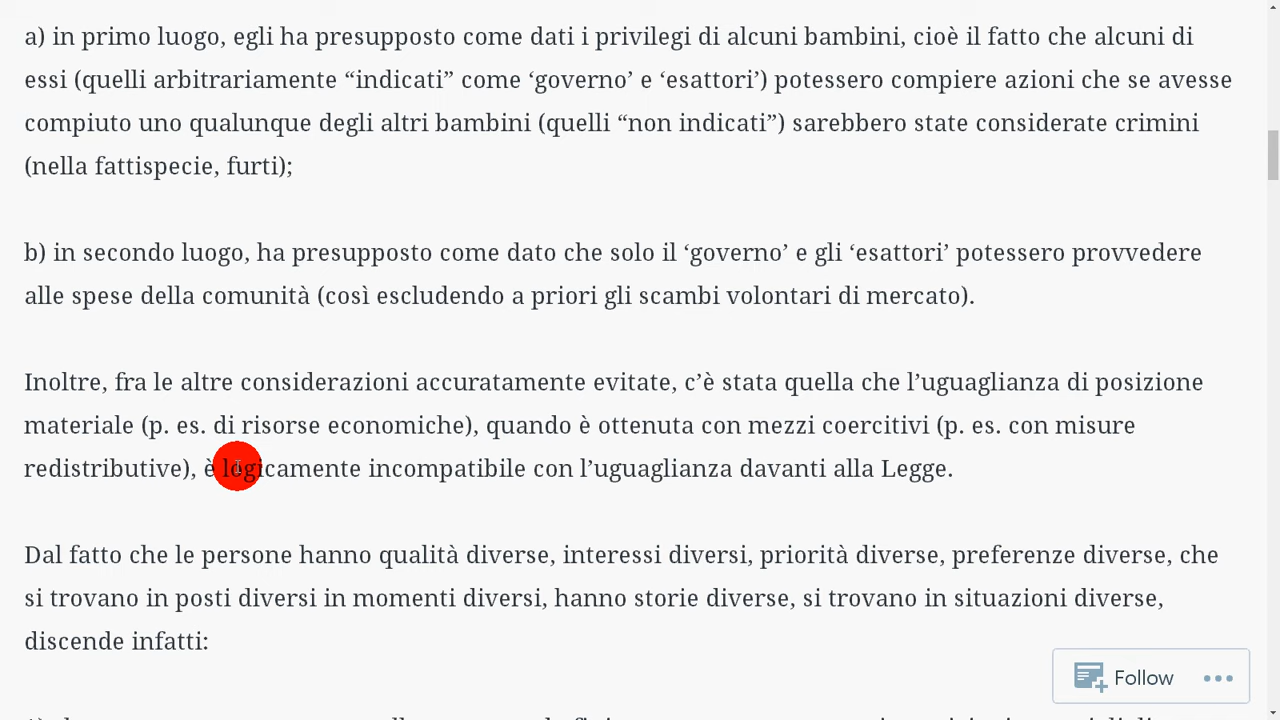 a) in primo luogo, egli ha presupposto come dati i privilegi di alcuni bambini, cioè il fatto che alcuni di
essi (quelli arbitrariamente “indicati” come ‘governo’ e ‘esattori’) potessero compiere azioni che se avesse
compiuto uno qualunque degli altri bambini (quelli “non indicati”) sarebbero state considerate crimini
(nella fattispecie, furti);
b) in secondo luogo, ha presupposto come dato che solo il ‘governo’ e gli ‘esattori’ potessero provvedere
alle spese della comunità (così escludendo a priori gli scambi volontari di mercato).
Inoltre, fra le altre considerazioni accuratamente evitate, c’è stata quella che l’uguaglianza di posizione
materiale (p. es. di risorse economiche), quando è ottenuta con mezzi coercitivi (p. es. con misure
redistributive), è logicamente incompatibile con l’uguaglianza davanti alla Legge.
Dal fatto che le persone hanno qualità diverse, interessi diversi, priorità diverse, preferenze diverse, che
si trovano in posti diversi in momenti diversi, hanno storie diverse, si trovano in situazioni diverse,
discende infatti:
Follow